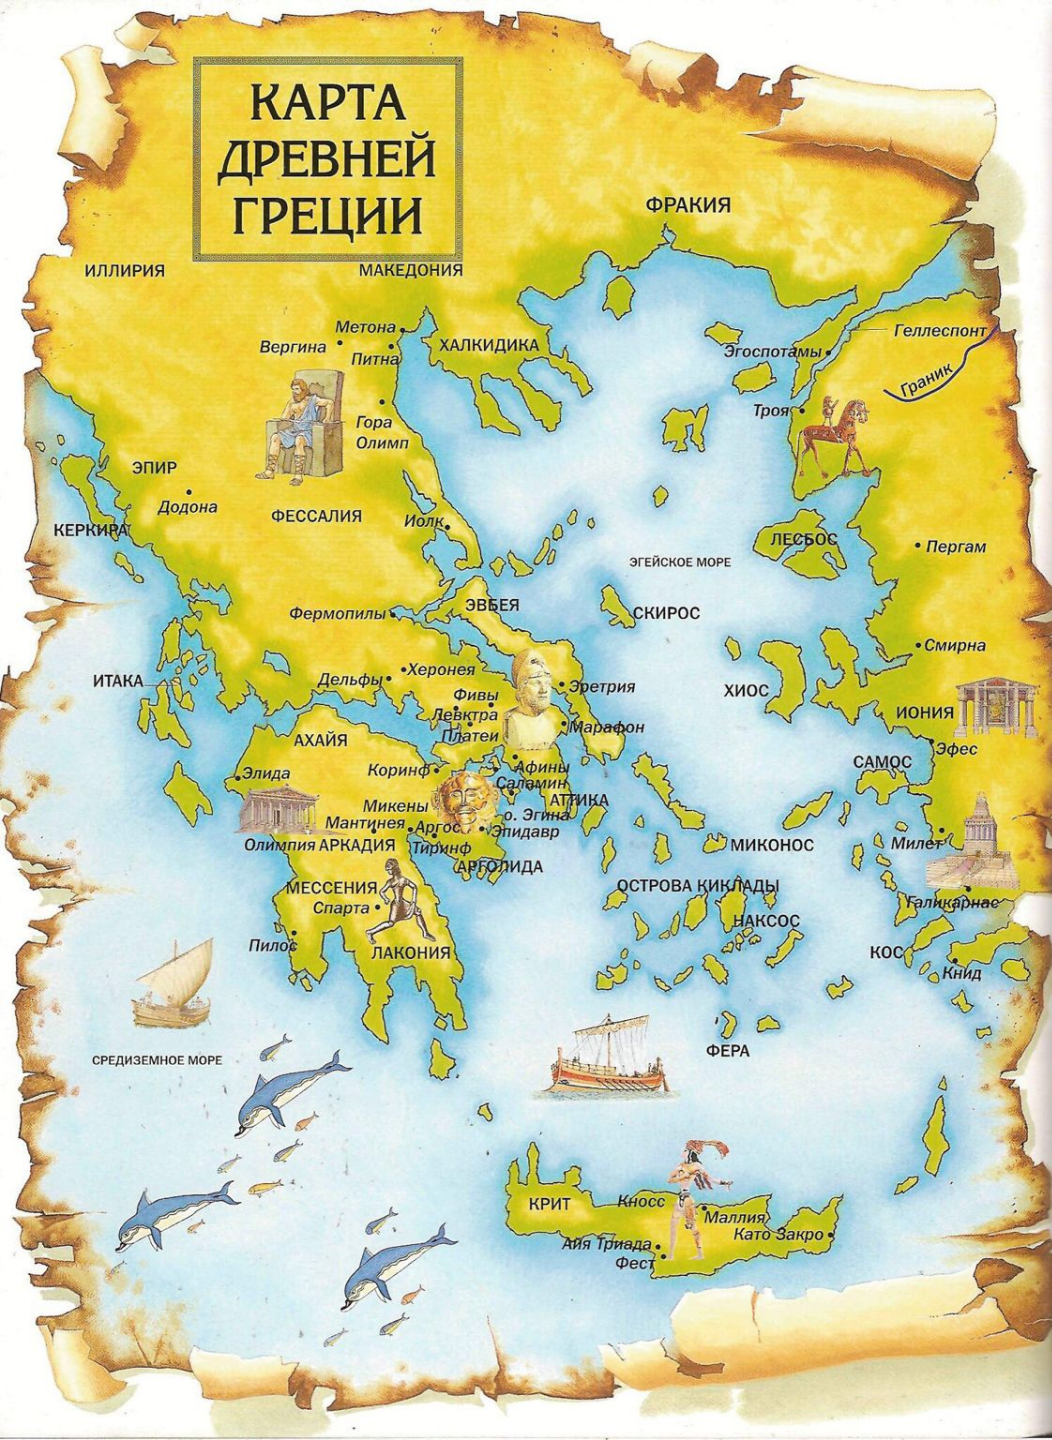 КАРТА
ДРЕВНЕЙ
ГРЕЦИИ
ФРАКИЯ
ИЛЛИРИЯ
МАКЕДОНИЯ
Метона
Вергина
Питна
ХАЛКИДИКА
Геллеспонт
Эгоспотамы
Граник
Троя
Гора
Олимп
ЭПИР
Додона
ФЕССАЛИЯ
Иолк
КЕРКИРА
ЛЕСБОС
Пергам
ЭГЕЙСКОЕ МОРЕ
ЭВБЕЯ
Фермопилы
СКИРОС
Смирна
Херонея
Дельфы
ИТАКА
Фивы
Эретрия
ХИОС
Левктра
ИОНИЯ
Платеи
Марафон
АХАЙЯ
Эфес
САМОС
Элида
Коринф
Афины
Саламин
АТТИКА
Микены
о. Эгина
Мантинея
Аргос
Эпидавр
Олимпия
АРКАДИЯ
Тиринф
МИКОНОС
Милет
АРГОЛИДА
МЕССЕНИЯ
ОСТРОВА КИКЛАДЫ
Спарта
Галикарнас
НАКСОС
Пилос
ЛАКОНИЯ
КОС
Книд
СРЕДИЗЕМНОЕ МОРЕ
ФЕРА
КРИТ
Кносс
Маллия
Като Закро
Айя Триада
Фест